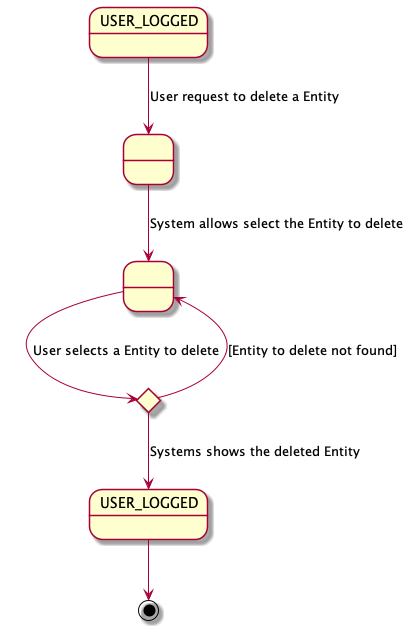 USER_LOGGED
User request to delete a Entity
System allows select the Entity to delete
User selects a Entity to delete
[Entity to delete not found]
Systems shows the deleted Entity
USER_LOGGED